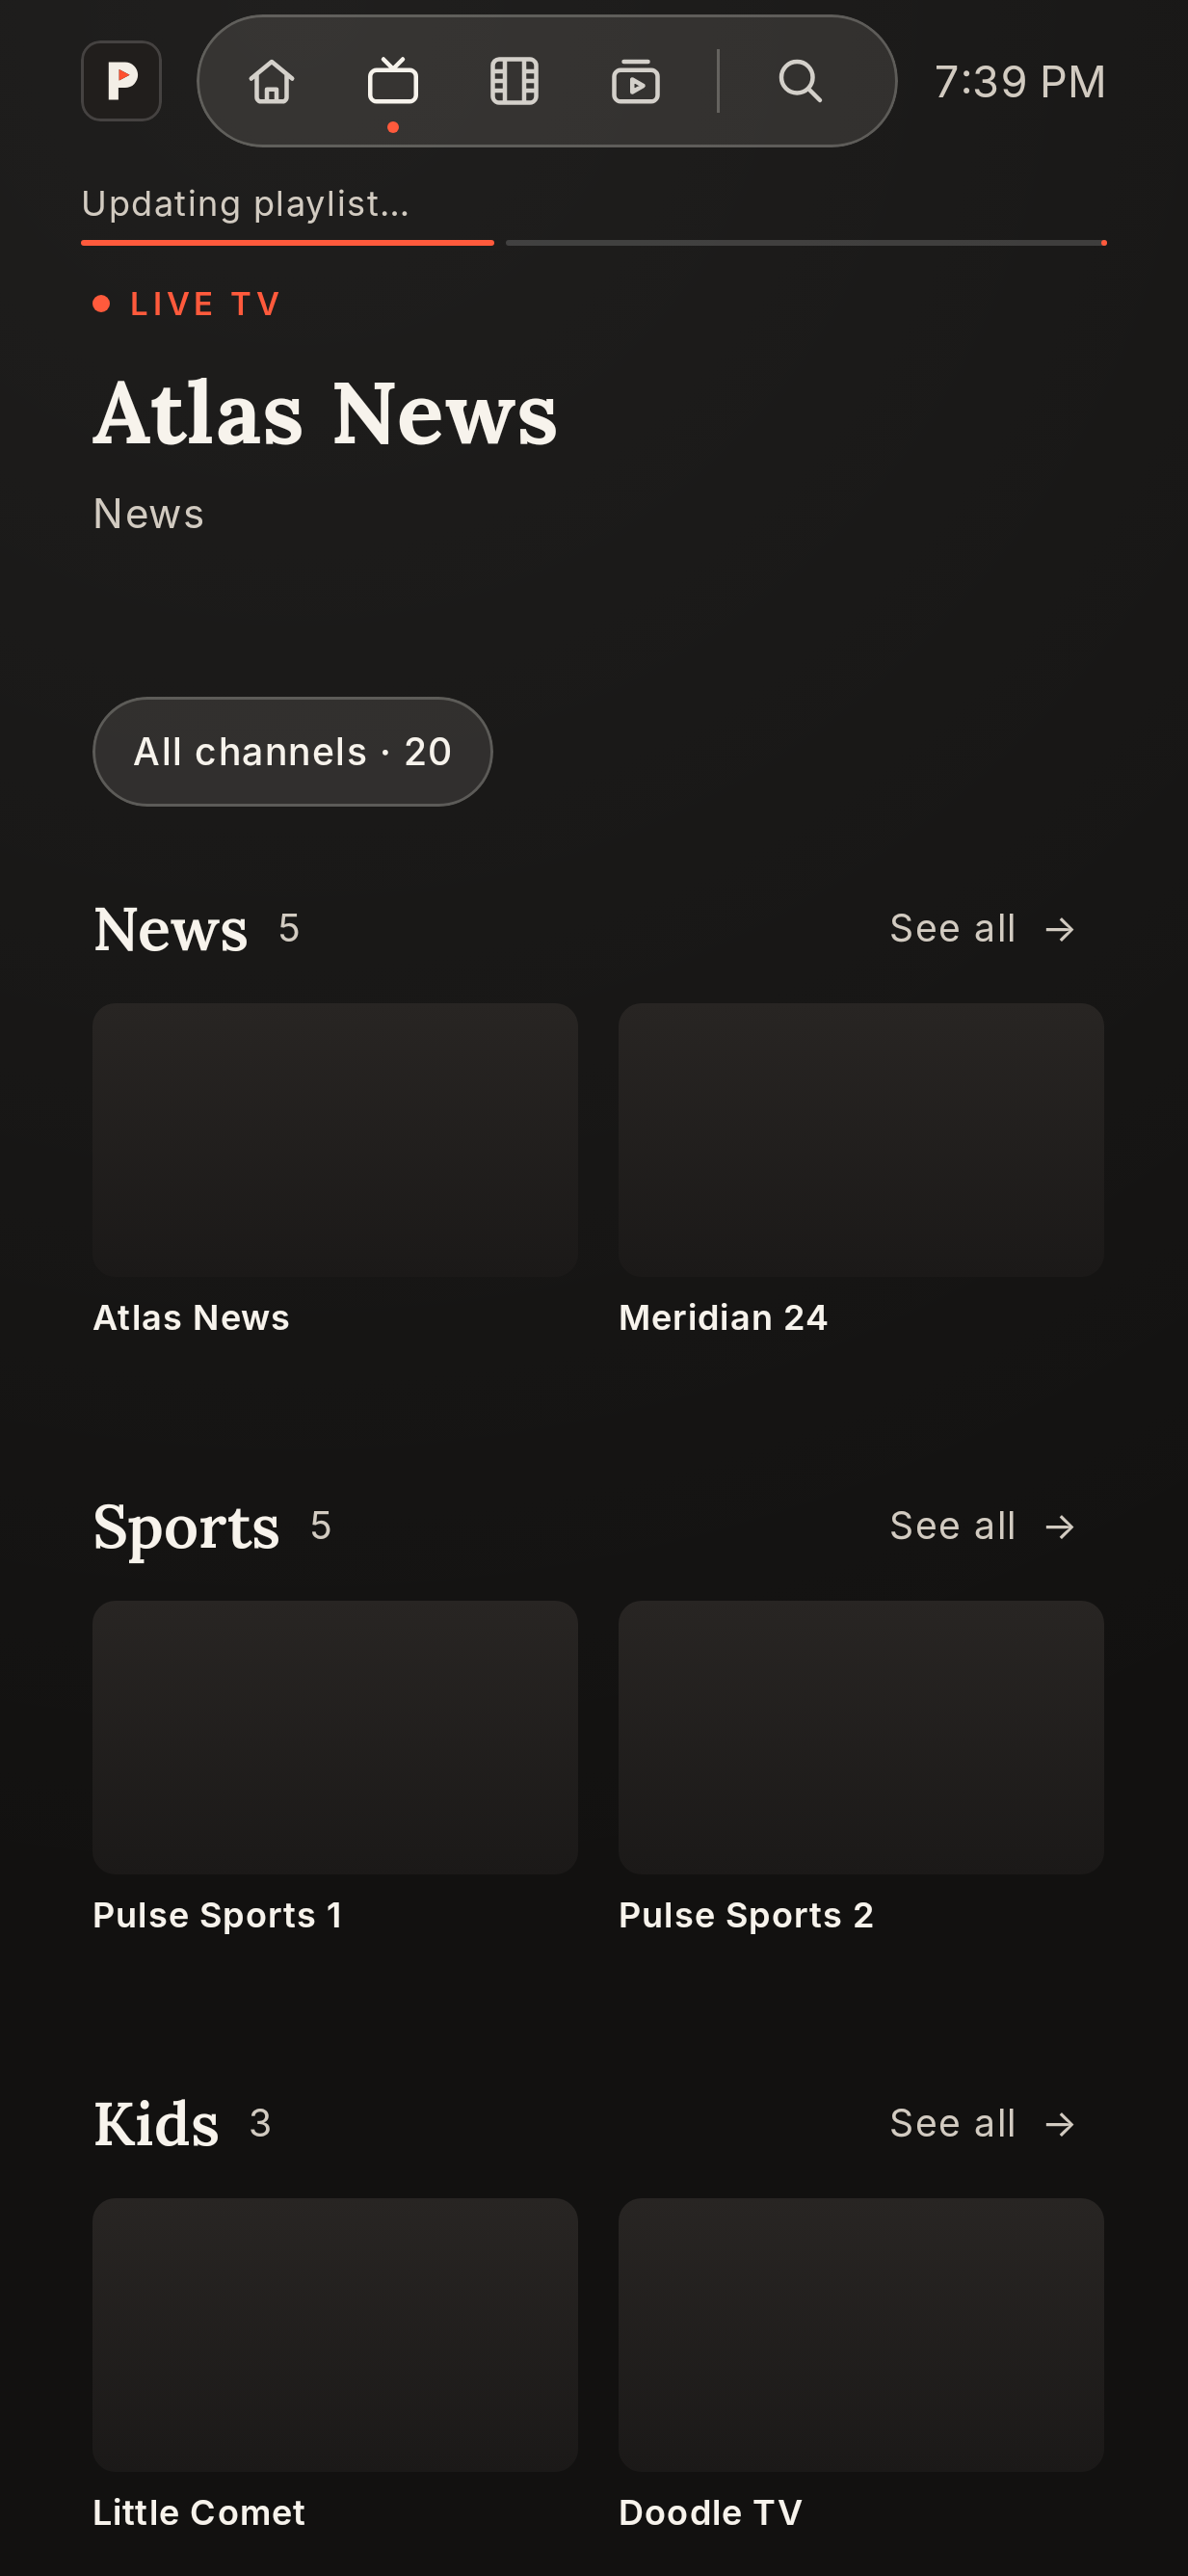 P
7:39 PM
Updating playlist...
LIVE TV
Atlas News
News
All channels · 20
News 5 See all →
Atlas News Meridian 24
Sports 5 See all →
Pulse Sports 1 Pulse Sports 2
Kids 3 See all →
Little Comet Doodle TV